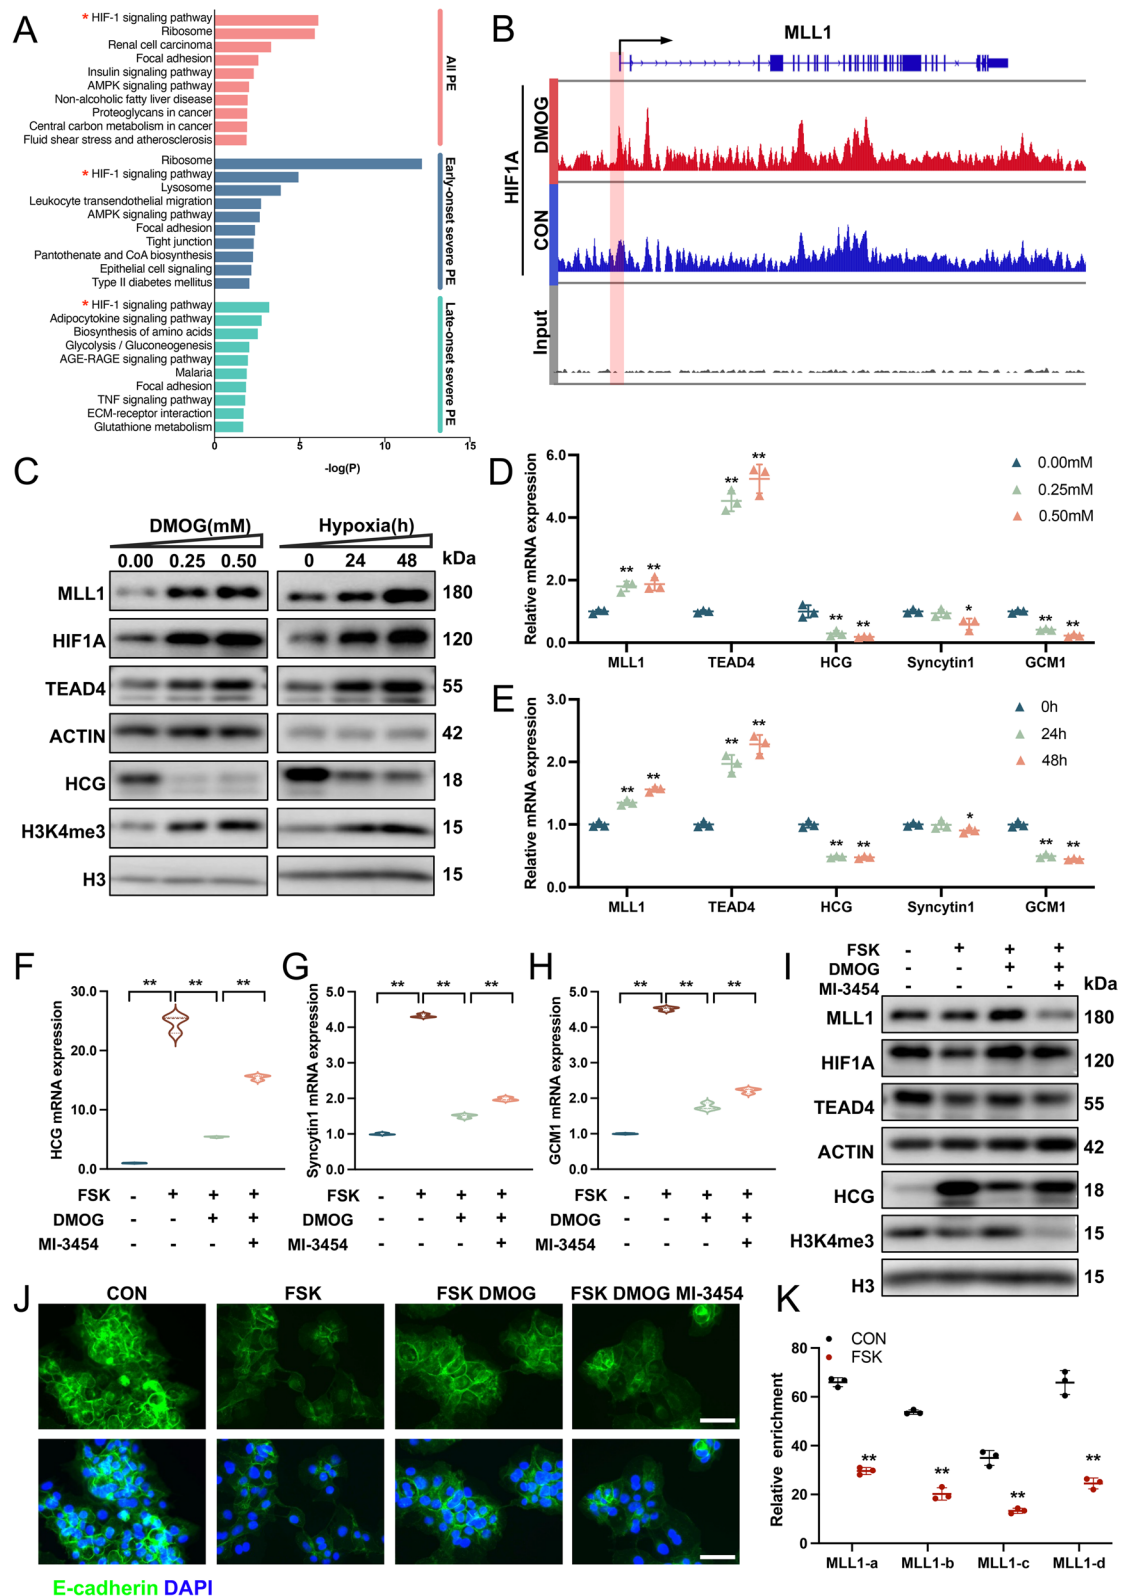 A
* HIF-1 signaling pathway
Ribosome
Renal cell carcinoma
Focal adhesion
Insulin signaling pathway
AMPK signaling pathway
Non-alcoholic fatty liver disease
Proteoglycans in cancer
Central carbon metabolism in cancer
Fluid shear stress and atherosclerosis
All PE
Ribosome
* HIF-1 signaling pathway
Lysosome
Leukocyte transendothelial migration
AMPK signaling pathway
Focal adhesion
Tight junction
Pantothenate and CoA biosynthesis
Epithelial cell signaling
Type II diabetes mellitus
Early-onset severe PE
* HIF-1 signaling pathway
Adipocytokine signaling pathway
Biosynthesis of amino acids
Glycolysis / Gluconeogenesis
AGE-RAGE signaling pathway
Malaria
Focal adhesion
TNF signaling pathway
ECM-receptor interaction
Glutathione metabolism
Late-onset severe PE
0 5 10 15
-log(P)
B
MLL1
HIF1A
DMOG
CON
Input
C
DMOG(mM) Hypoxia(h)
0.00 0.25 0.50 0 24 48 kDa
MLL1 180
HIF1A 120
TEAD4 55
ACTIN 42
HCG 18
H3K4me3 15
H3 15
D
Relative mRNA expression
6.0
4.0
2.0
0.0
** ** ** ** ** ** * ** **
0.00mM
0.25mM
0.50mM
MLL1 TEAD4 HCG Syncytin1 GCM1
E
Relative mRNA expression
3.0
2.0
1.0
0.0
** ** ** ** ** ** * ** **
0h
24h
48h
MLL1 TEAD4 HCG Syncytin1 GCM1
F
HCG mRNA expression
30.0
20.0
10.0
0.0
** ** **
FSK - + + +
DMOG - - + +
MI-3454 - - - +
G
Syncytin1 mRNA expression
5.0
4.0
3.0
2.0
1.0
0.0
** ** **
FSK - + + +
DMOG - - + +
MI-3454 - - - +
H
GCM1 mRNA expression
5.0
4.0
3.0
2.0
1.0
0.0
** ** **
FSK - + + +
DMOG - - + +
MI-3454 - - - +
I
FSK - + + +
DMOG - - + +
MI-3454 - - - + kDa
MLL1 180
HIF1A 120
TEAD4 55
ACTIN 42
HCG 18
H3K4me3 15
H3 15
J
CON FSK FSK DMOG FSK DMOG MI-3454
E-cadherin DAPI
K
Relative enrichment
80
60
40
20
0
CON
FSK
** ** ** **
MLL1-a MLL1-b MLL1-c MLL1-d